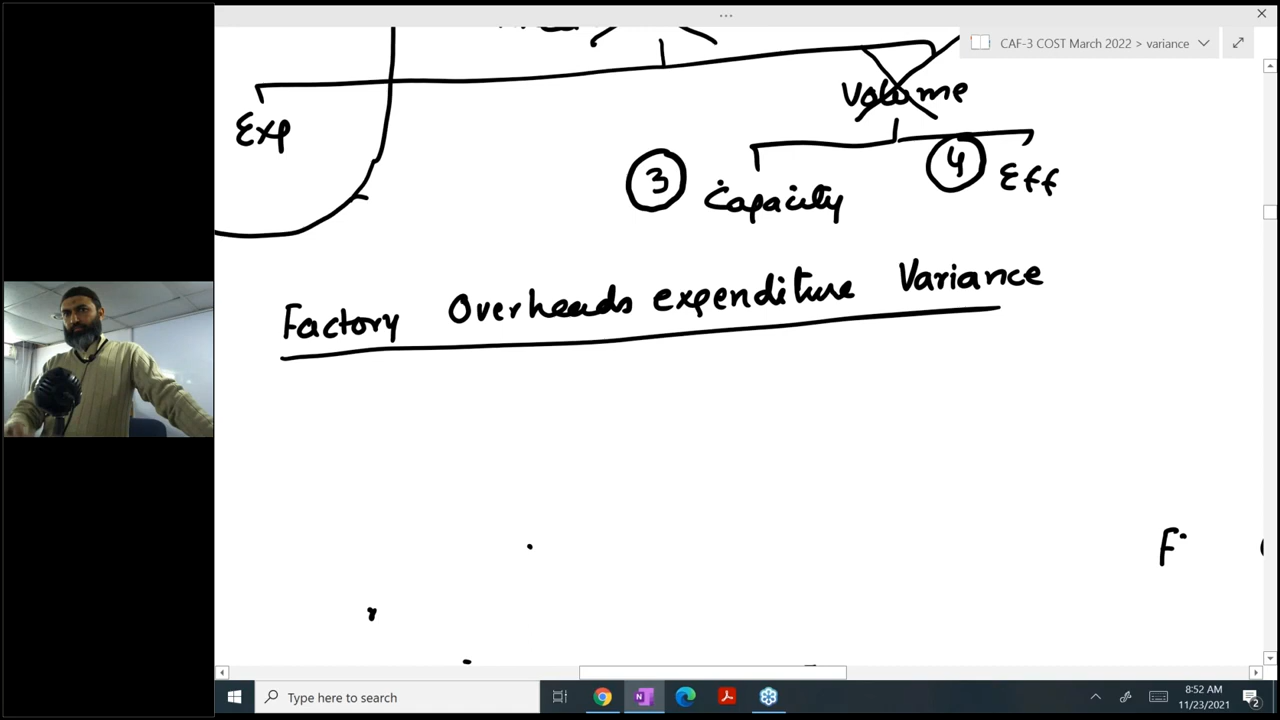 ...
CAF-3 COST March 2022 > variance
Volume
Exp
3 Capacity
4 Eff
Factory Overheads expenditure Variance
F
Type here to search
8:52 AM
11/23/2021
2